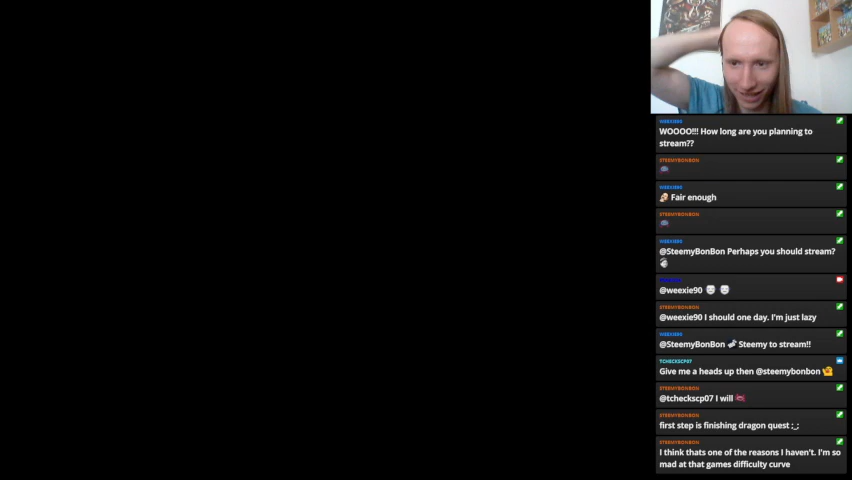 WEEXIE90
WOOOO!!! How long are you planning to
stream??
STEEMYBONBON
WEEXIE90
Fair enough
STEEMYBONBON
WEEXIE90
@SteemyBonBon Perhaps you should stream?
@weexie90
STEEMYBONBON
@weexie90 I should one day. I'm just lazy
WEEXIE90
@SteemyBonBon Steemy to stream!!
TCHECKSCP07
Give me a heads up then @steemybonbon
STEEMYBONBON
@tcheckscp07 I will
STEEMYBONBON
first step is finishing dragon quest ;_;
STEEMYBONBON
I think thats one of the reasons I haven't. I'm so
mad at that games difficulty curve